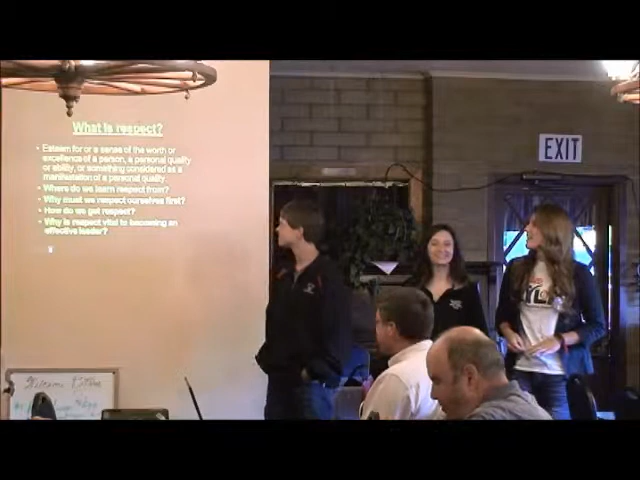 What is respect?
• Esteem for or a sense of the worth or
excellence of a person, a personal quality
or ability, or something considered as a
manifestation of a personal quality
• Where do we learn respect from?
• Why must we respect ourselves first?
• How do we get respect?
• Why is respect vital to becoming an
effective leader?
EXIT